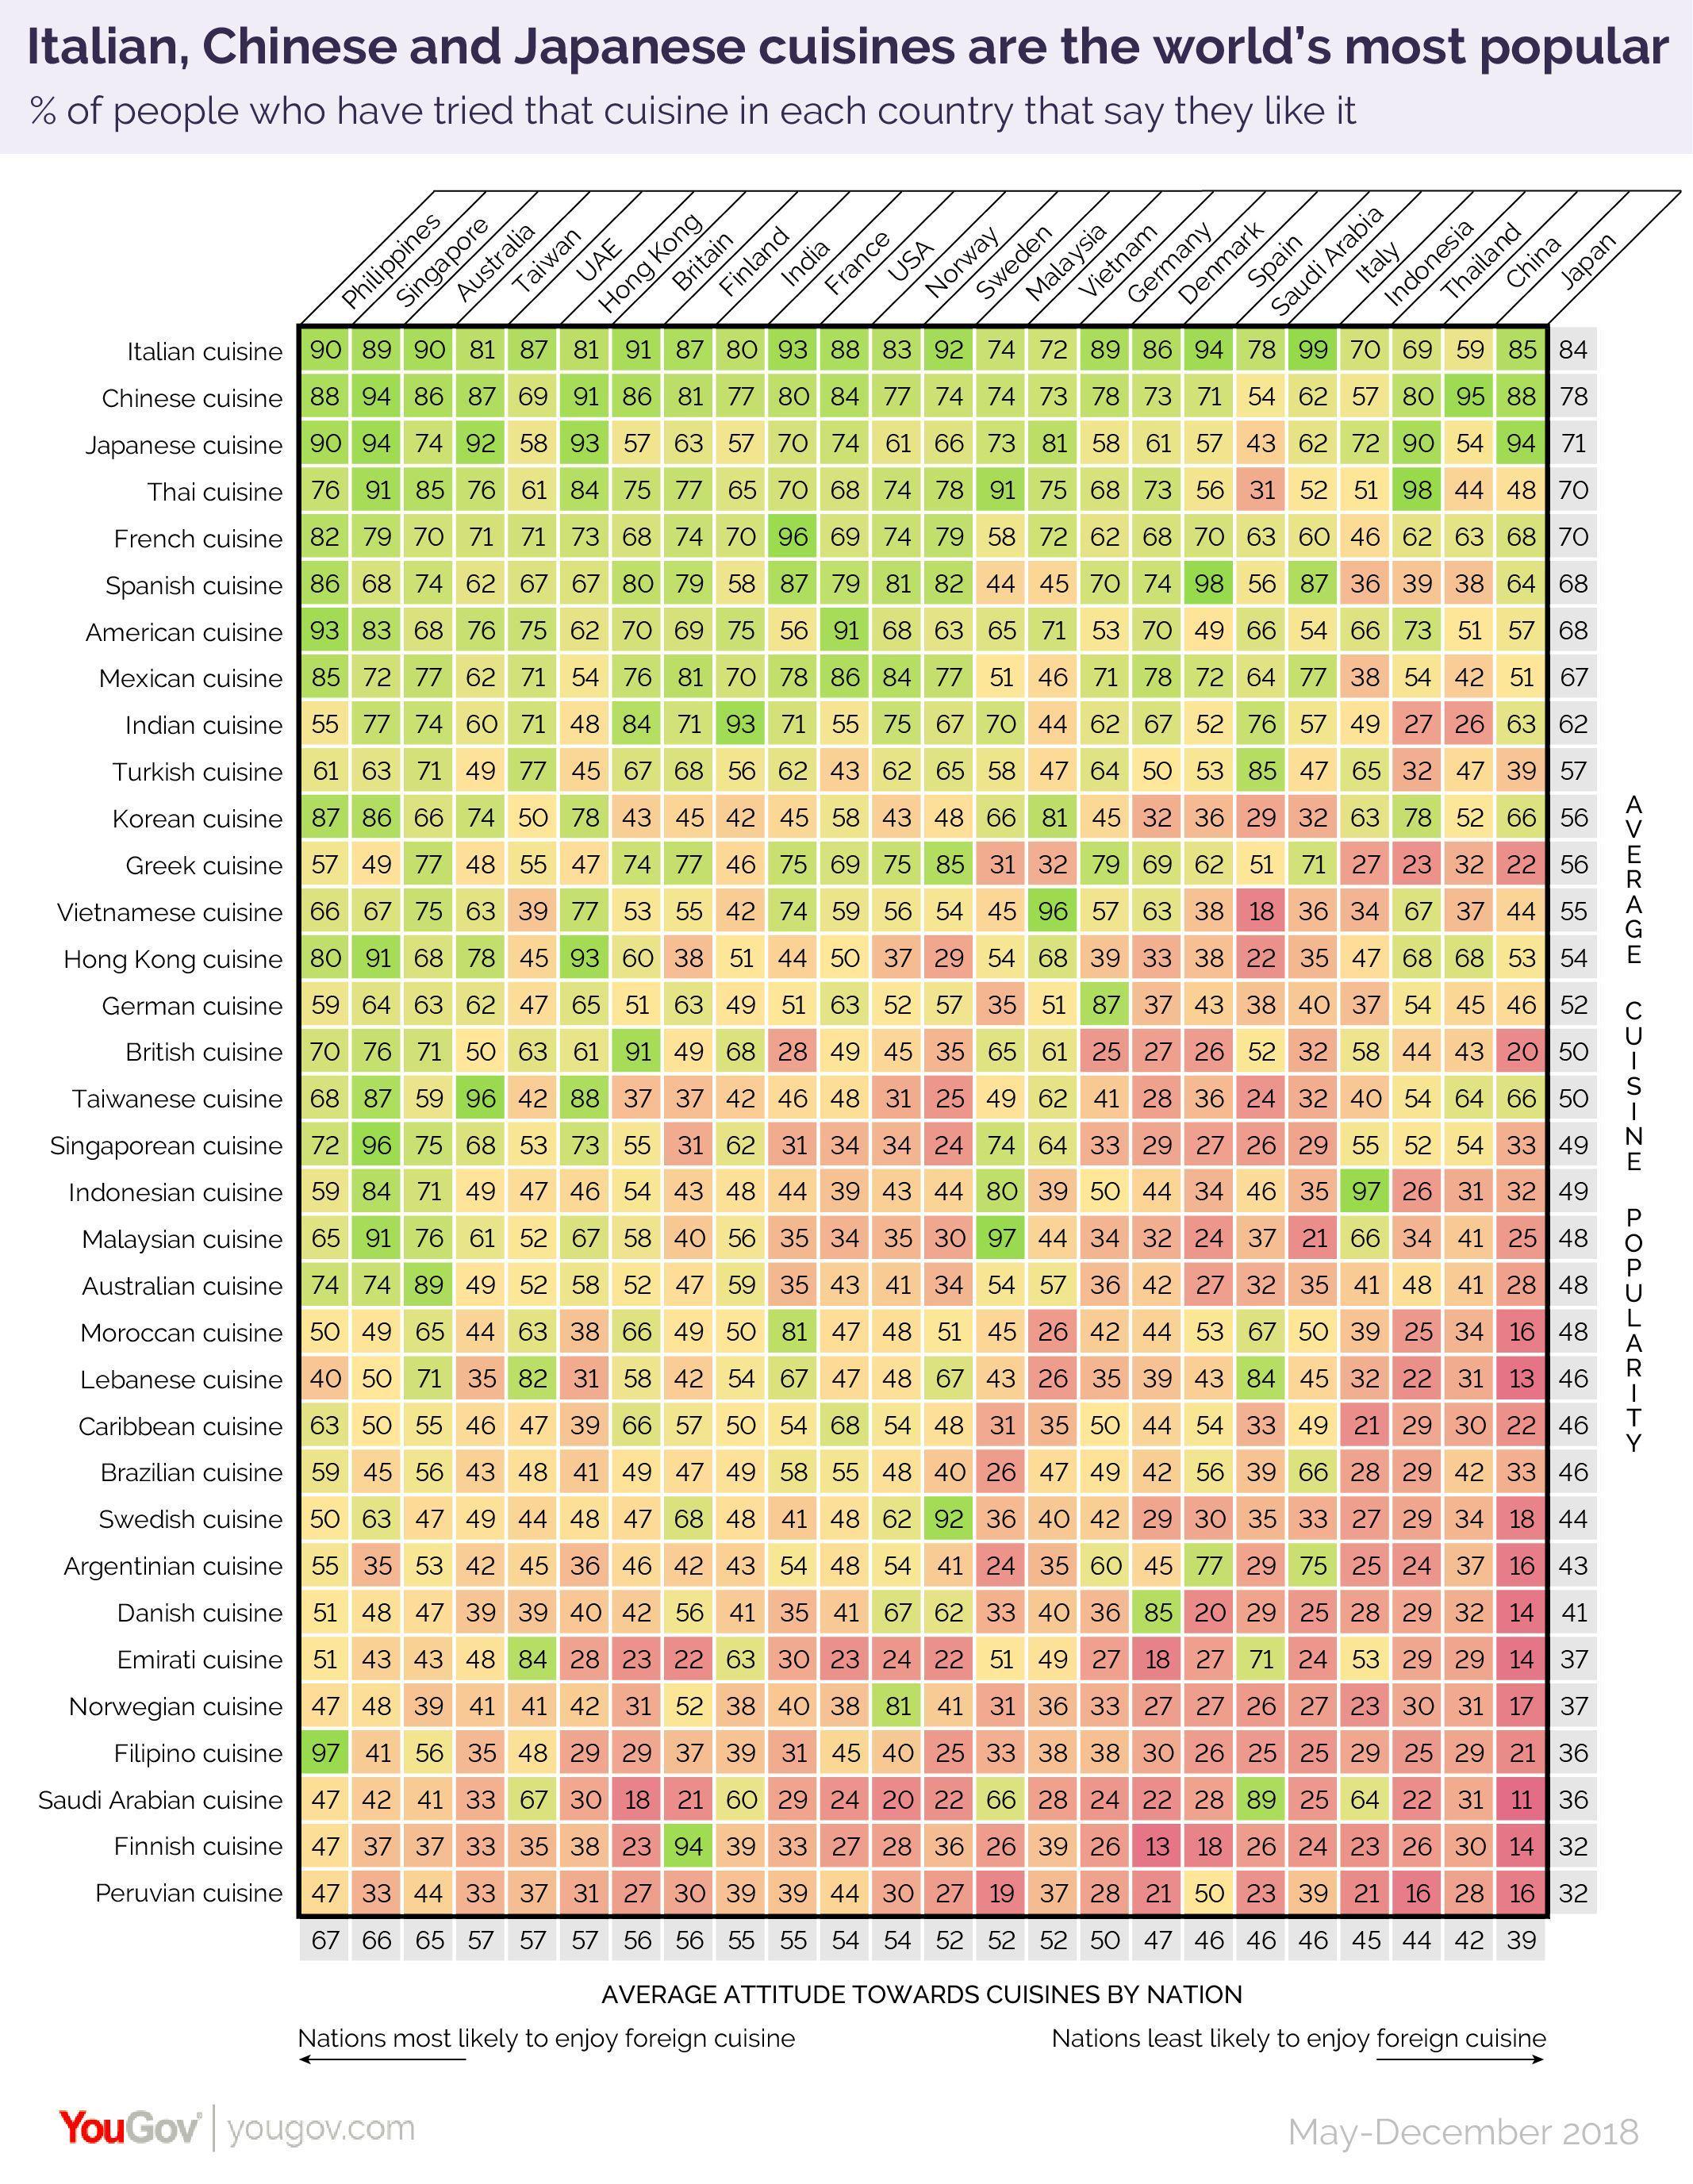 Italian, Chinese and Japanese cuisines are the world's most popular
% of people who have tried that cuisine in each country that say they like it
Philippines
Singapore
Australia
Taiwan
UAE
Hong Kong
Britain
Finland
India
France
USA
Norway
Sweden
Malaysia
Vietnam
Germany
Denmark
Spain
Saudi Arabia
Italy
Indonesia
Thailand
China
Japan
Italian cuisine 90 89 90 81 87 81 91 87 80 93 88 83 92 74 72 89 86 94 78 99 70 69 59 85 84
Chinese cuisine 88 94 86 87 69 91 86 81 77 80 84 77 74 74 73 78 73 71 54 62 57 80 95 88 78
Japanese cuisine 90 94 74 92 58 93 57 63 57 70 74 61 66 73 81 58 61 57 43 62 72 90 54 94 71
Thai cuisine 76 91 85 76 61 84 75 77 65 70 68 74 78 91 75 68 73 56 31 52 51 98 44 48 70
French cuisine 82 79 70 71 71 73 68 74 70 96 69 74 79 58 72 62 68 70 63 60 46 62 63 68 70
Spanish cuisine 86 68 74 62 67 67 80 79 58 87 79 81 82 44 45 70 74 98 56 87 36 39 38 64 68
American cuisine 93 83 68 76 75 62 70 69 75 56 91 68 63 65 71 53 70 49 66 54 66 73 51 57 68
Mexican cuisine 85 72 77 62 71 54 76 81 70 78 86 84 77 51 46 71 78 72 64 77 38 54 42 51 67
Indian cuisine 55 77 74 60 71 48 84 71 93 71 55 75 67 70 44 62 67 52 76 57 49 27 26 63 62
Turkish cuisine 61 63 71 49 77 45 67 68 56 62 43 62 65 58 47 64 50 53 85 47 65 32 47 39 57
Korean cuisine 87 86 66 74 50 78 43 45 42 45 58 43 48 66 81 45 32 36 29 32 63 78 52 66 56
Greek cuisine 57 49 77 48 55 47 74 77 46 75 69 75 85 31 32 79 69 62 51 71 27 23 32 22 56
Vietnamese cuisine 66 67 75 63 39 77 53 55 42 74 59 56 54 45 96 57 63 38 18 36 34 67 37 44 55
Hong Kong cuisine 80 91 68 78 45 93 60 38 51 44 50 37 29 54 68 39 33 38 22 35 47 68 68 53 54
German cuisine 59 64 63 62 47 65 51 63 49 51 63 52 57 35 51 87 37 43 38 40 37 54 45 46 52
British cuisine 70 76 71 50 63 61 91 49 68 28 49 45 35 65 61 25 27 26 52 32 58 44 43 20 50
Taiwanese cuisine 68 87 59 96 42 88 37 37 42 46 48 31 25 49 62 41 28 36 24 32 40 54 64 66 50
Singaporean cuisine 72 96 75 68 53 73 55 31 62 31 34 34 24 74 64 33 29 27 26 29 55 52 54 33 49
Indonesian cuisine 59 84 71 49 47 46 54 43 48 44 39 43 44 80 39 50 44 34 46 35 97 26 31 32 49
Malaysian cuisine 65 91 76 61 52 67 58 40 56 35 34 35 30 97 44 34 32 24 37 21 66 34 41 25 48
Australian cuisine 74 74 89 49 52 58 52 47 59 35 43 41 34 54 57 36 42 27 32 35 41 48 41 28 48
Moroccan cuisine 50 49 65 44 63 38 66 49 50 81 47 48 51 45 26 42 44 53 67 50 39 25 34 16 48
Lebanese cuisine 40 50 71 35 82 31 58 42 54 67 47 48 67 43 26 35 39 43 84 45 32 22 31 13 46
Caribbean cuisine 63 50 55 46 47 39 66 57 50 54 68 54 48 31 35 50 44 54 33 49 21 29 30 22 46
Brazilian cuisine 59 45 56 43 48 41 49 47 49 58 55 48 40 26 47 49 42 56 39 66 28 29 42 33 46
Swedish cuisine 50 63 47 49 44 48 47 68 48 41 48 62 92 36 40 42 29 30 35 33 27 29 34 18 44
Argentinian cuisine 55 35 53 42 45 36 46 42 43 54 48 54 41 24 35 60 45 77 29 75 25 24 37 16 43
Danish cuisine 51 48 47 39 39 40 42 56 41 35 41 67 62 33 40 36 85 20 29 25 28 29 32 14 41
Emirati cuisine 51 43 43 48 84 28 23 22 63 30 23 24 22 51 49 27 18 27 71 24 53 29 29 14 37
Norwegian cuisine 47 48 39 41 41 42 31 52 38 40 38 81 41 31 36 33 27 27 26 27 23 30 31 17 37
Filipino cuisine 97 41 56 35 48 29 29 37 39 31 45 40 25 33 38 38 30 26 25 25 29 25 29 21 36
Saudi Arabian cuisine 47 42 41 33 67 30 18 21 60 29 24 20 22 66 28 24 22 28 89 25 64 22 31 11 36
Finnish cuisine 47 37 37 33 35 38 23 94 39 33 27 28 36 26 39 26 13 18 26 24 23 26 30 14 32
Peruvian cuisine 47 33 44 33 37 31 27 30 39 39 44 30 27 19 37 28 21 50 23 39 21 16 28 16 32
67 66 65 57 57 57 56 56 55 55 54 54 52 52 52 50 47 46 46 46 45 44 42 39
AVERAGE CUISINE POPULARITY
AVERAGE ATTITUDE TOWARDS CUISINES BY NATION
Nations most likely to enjoy foreign cuisine
Nations least likely to enjoy foreign cuisine
YouGov® yougov.com
May-December 2018